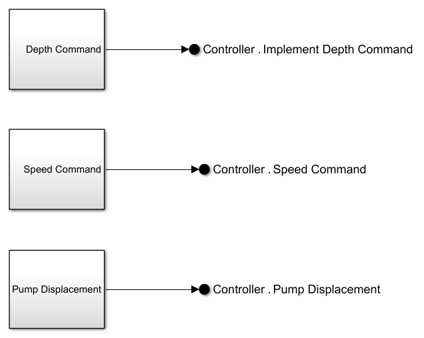 Depth Command
Controller . Implement Depth Command
Speed Command
Controller . Speed Command
Pump Displacement
Controller . Pump Displacement